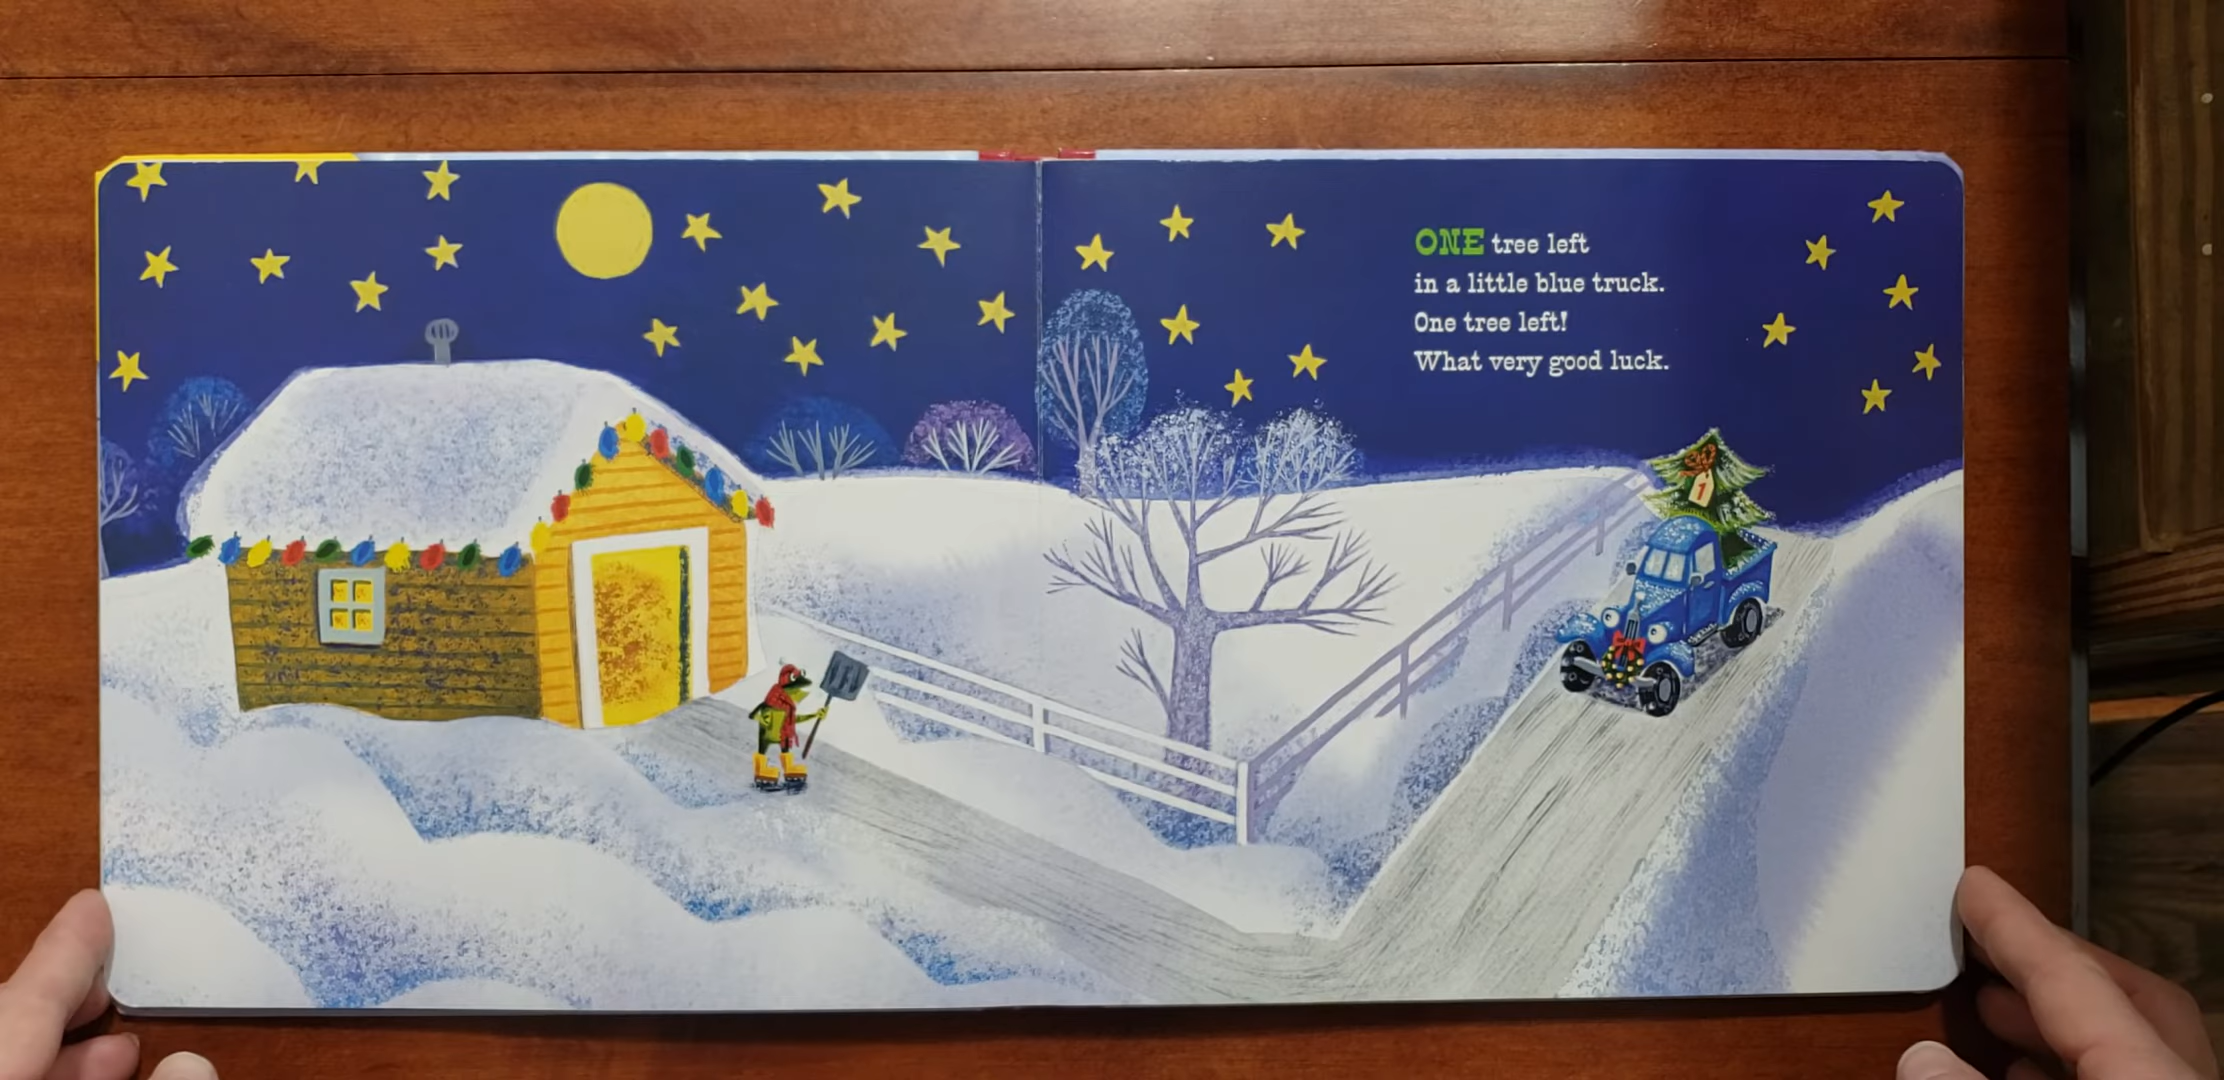 ONE tree left
in a little blue truck.
One tree left!
What very good luck.
1